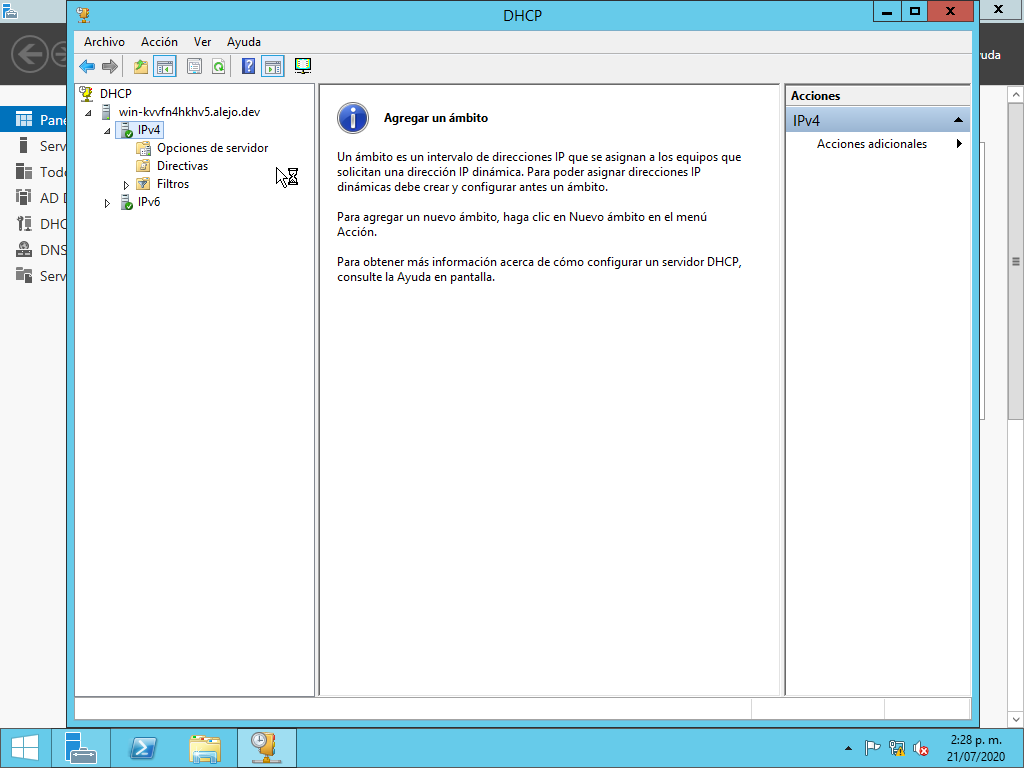 DHCP
Archivo Acción Ver Ayuda
DHCP
win-kvvfn4hkhv5.alejo.dev
IPv4
Opciones de servidor
Directivas
Filtros
IPv6
Agregar un ámbito
Un ámbito es un intervalo de direcciones IP que se asignan a los equipos que
solicitan una dirección IP dinámica. Para poder asignar direcciones IP
dinámicas debe crear y configurar antes un ámbito.
Para agregar un nuevo ámbito, haga clic en Nuevo ámbito en el menú
Acción.
Para obtener más información acerca de cómo configurar un servidor DHCP,
consulte la Ayuda en pantalla.
Acciones
IPv4
Acciones adicionales
Pane
Serv
Todo
AD D
DHC
DNS
Serv
uda
2:28 p. m.
21/07/2020